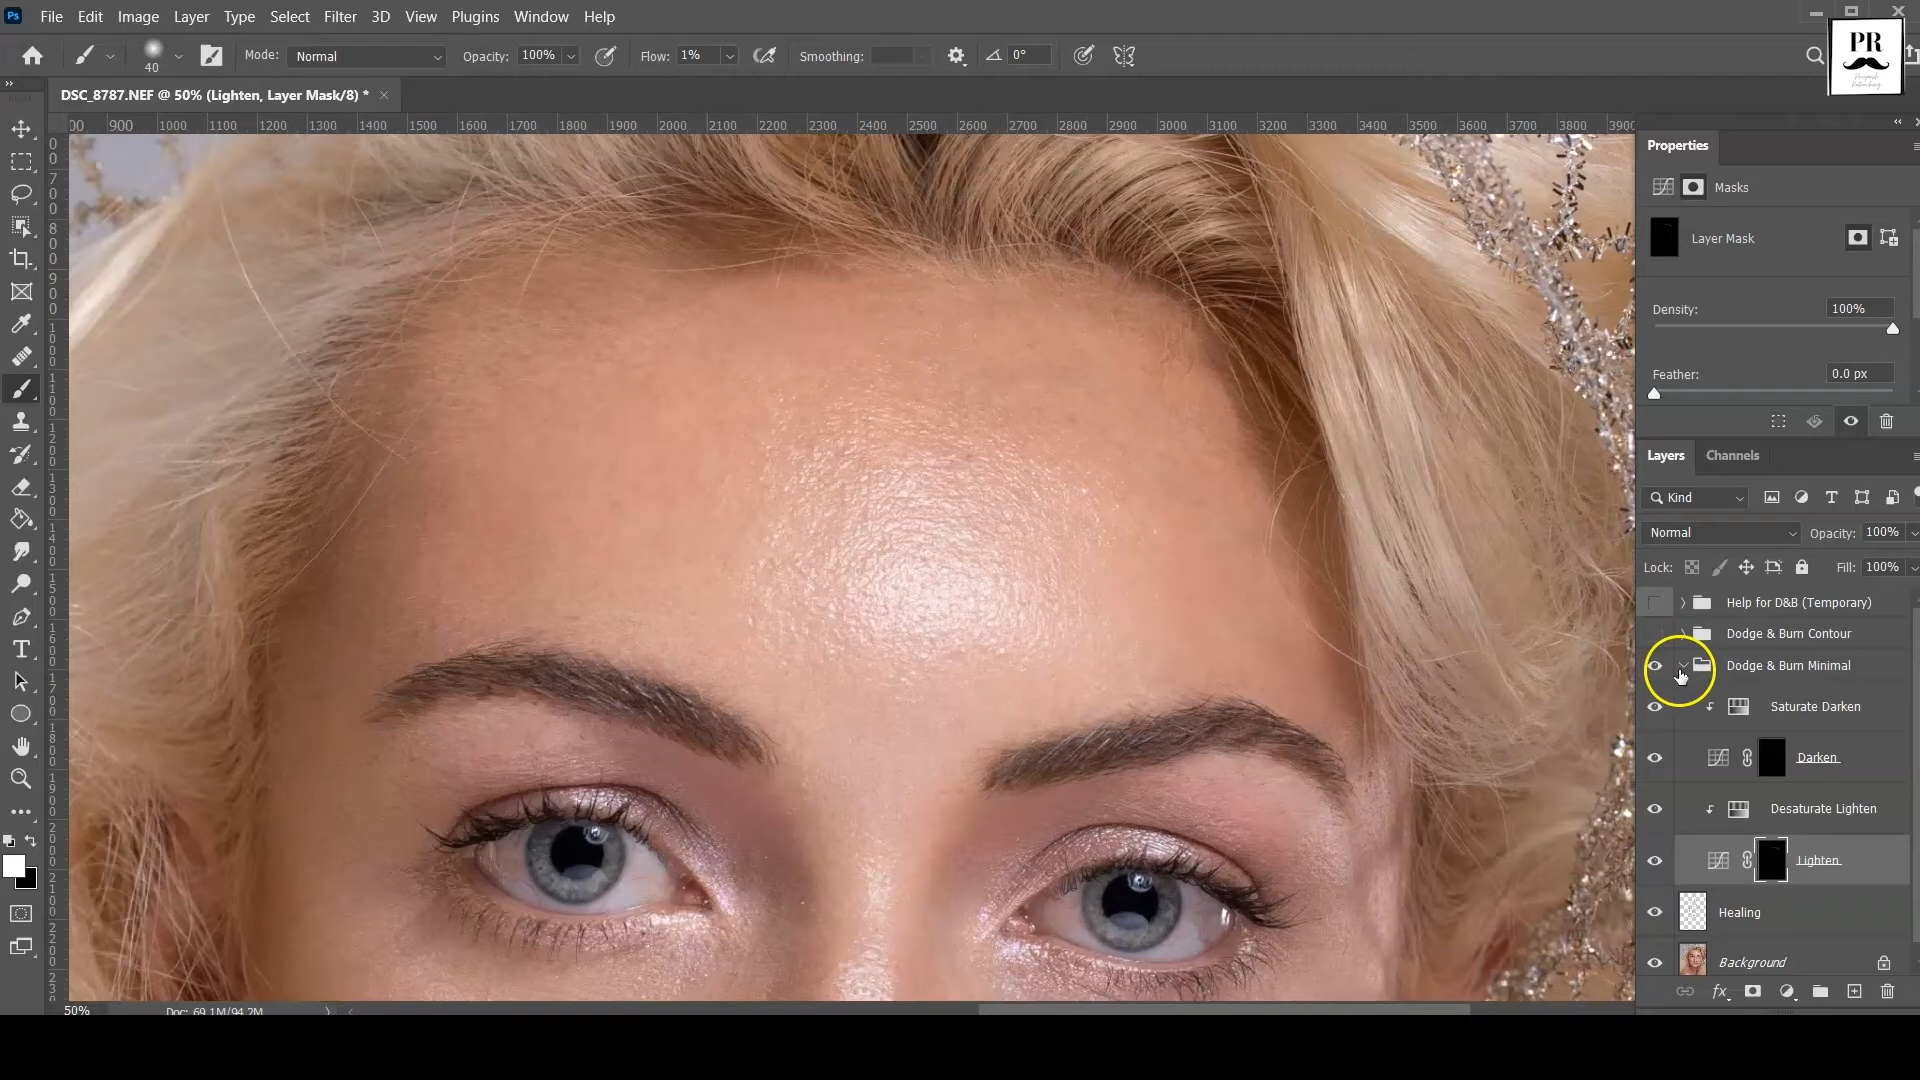 File Edit Image Layer Type Select Filter 3D View Plugins Window Help
40 Mode: Normal Opacity: 100% Flow: 1% Smoothing: 0°
PR
DSC_8787.NEF @ 50% (Lighten, Layer Mask/8) *
00 900 1000 1100 1200 1300 1400 1500 1600 1700 1800 1900 2000 2100 2200 2300 2400 2500 2600 2700 2800 2900 3000 3100 3200 3300 3400 3500 3600 3700 3800 3900
Properties
Masks
Layer Mask
Density: 100%
Feather: 0.0 px
Layers Channels
Kind
Normal Opacity: 100%
Lock: Fill: 100%
Help for D&B (Temporary)
Dodge & Burn Contour
Dodge & Burn Minimal
Saturate Darken
Darken
Desaturate Lighten
Lighten
Healing
Background
50% Doc: 69.1M/94.2M